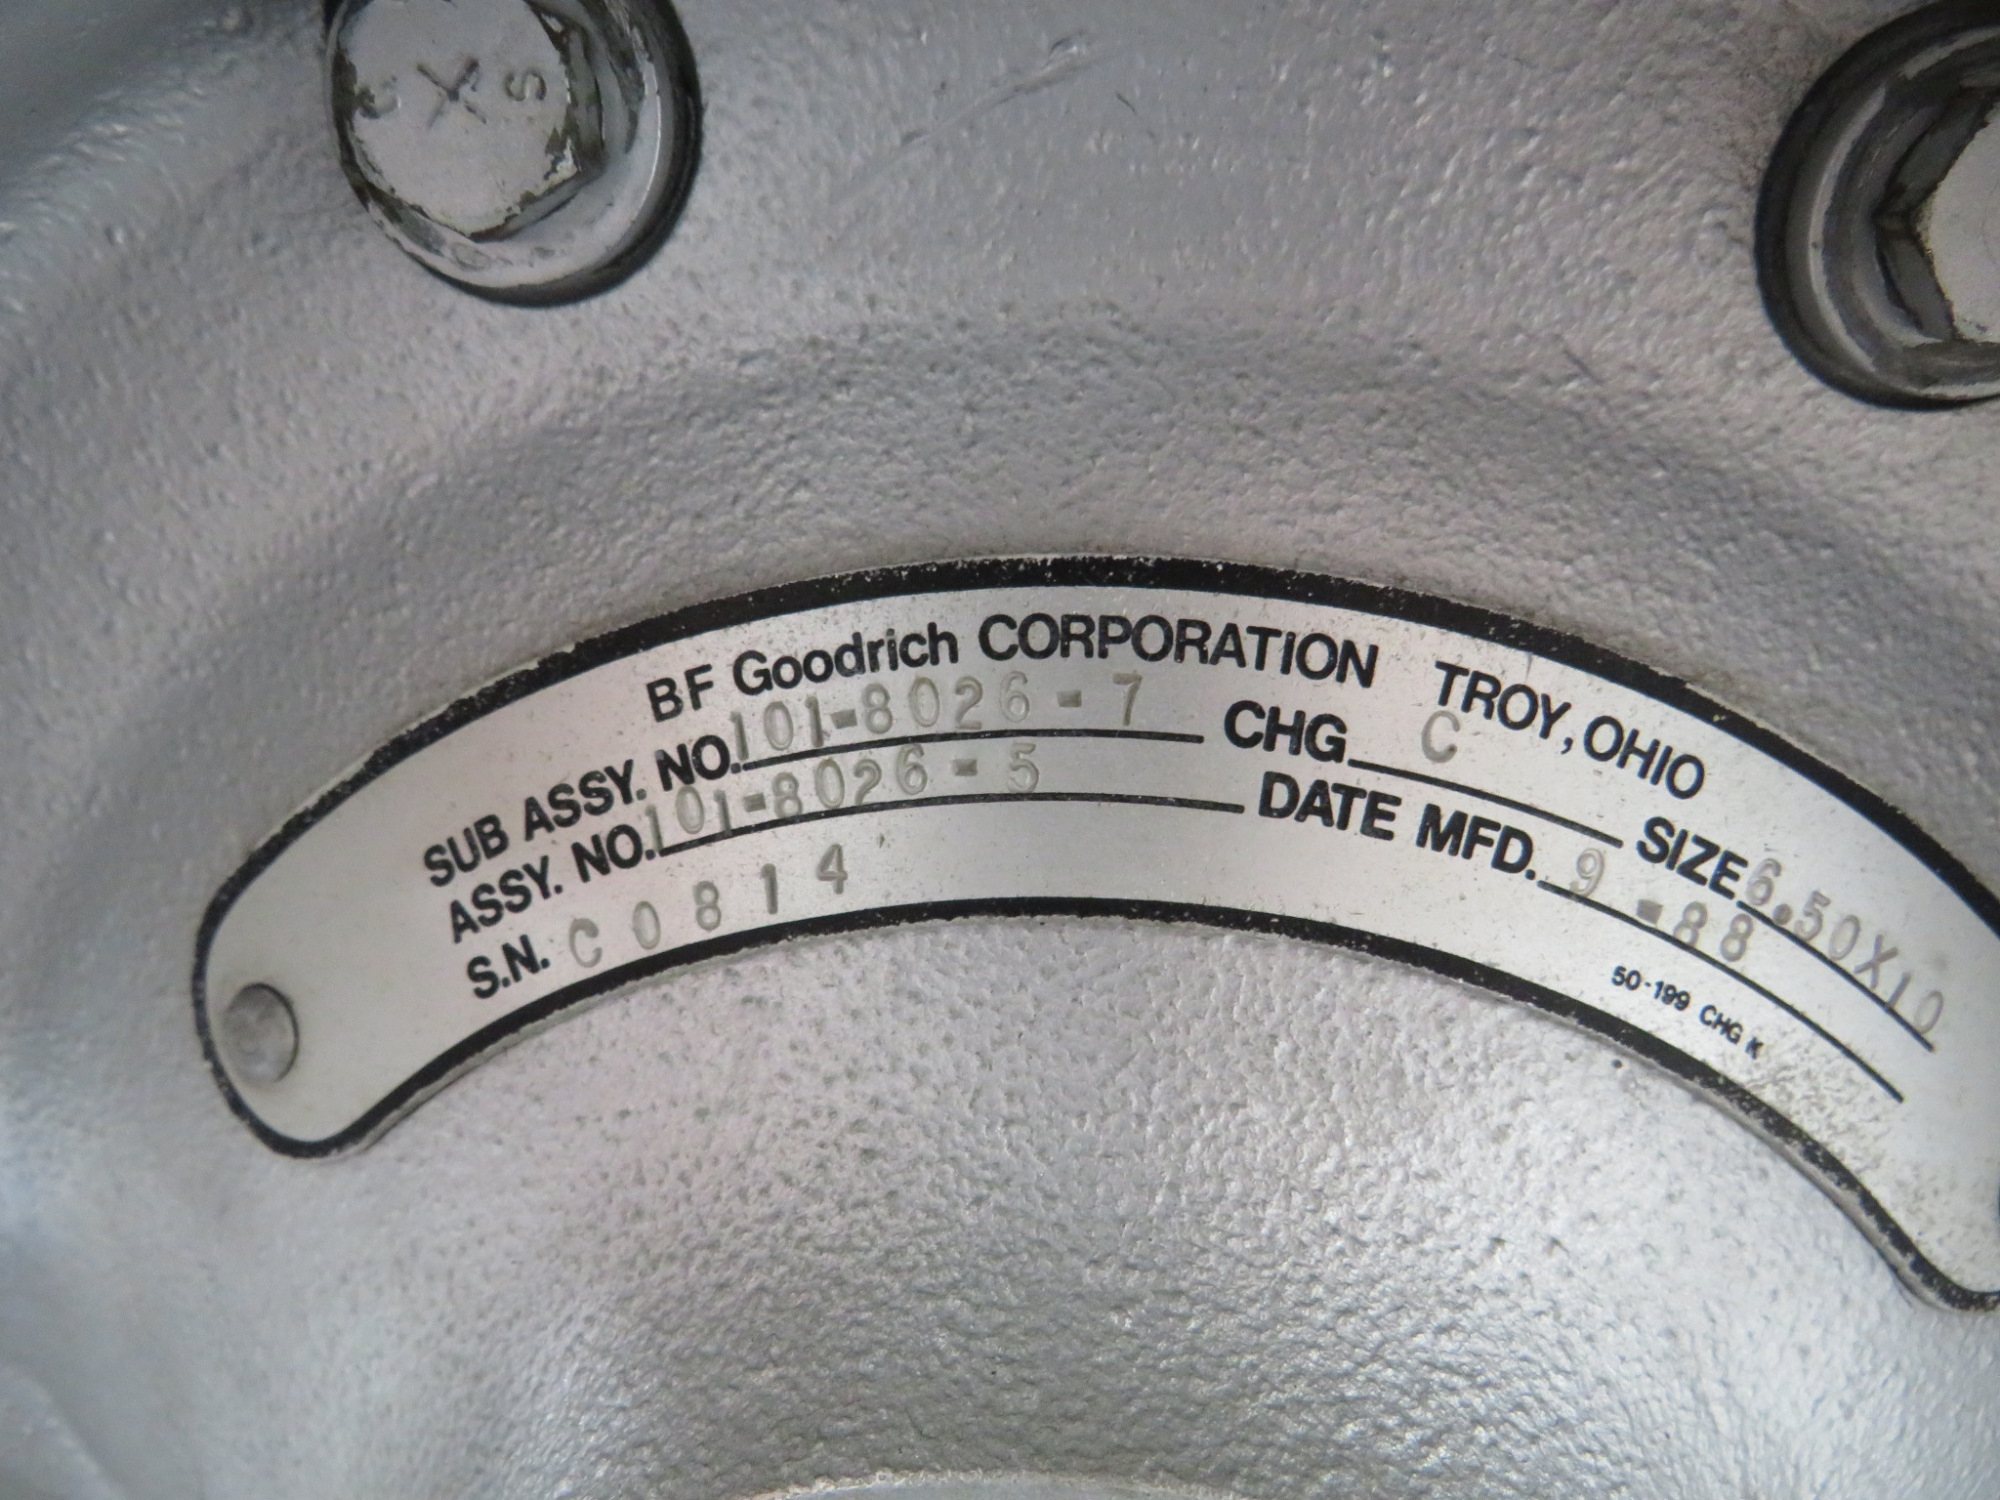 C X S
BF Goodrich CORPORATION TROY, OHIO
SUB ASSY. NO. 101-8026-7 CHG C SIZE 6.50X10
ASSY. NO. 101-8026-5 DATE MFD. 9-88
S.N. C0814
50-199 CHG K